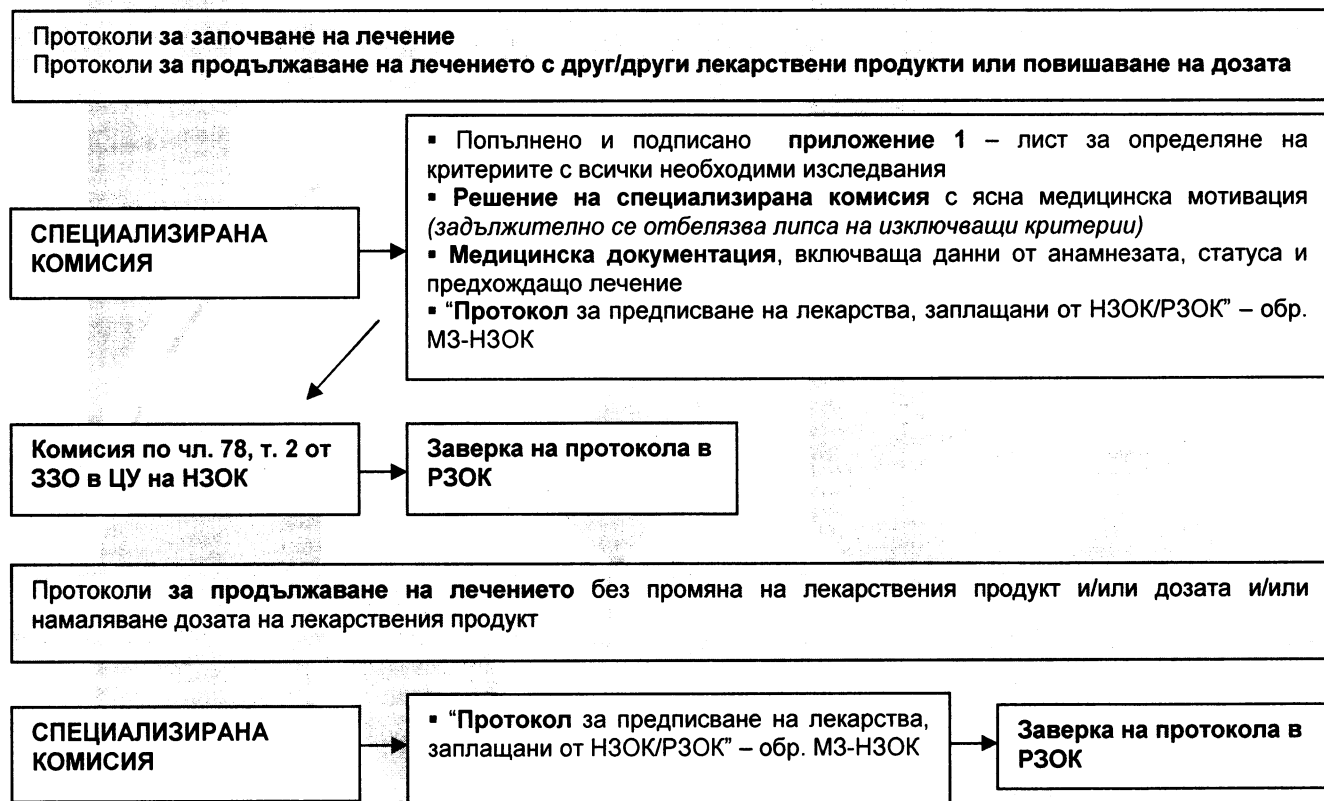 Протоколи за започване на лечение
Протоколи за продължаване на лечението с друг/други лекарствени продукти или повишаване на дозата
СПЕЦИАЛИЗИРАНА
КОМИСИЯ
▪ Попълнено и подписано приложение 1 – лист за определяне на
критериите с всички необходими изследвания
▪ Решение на специализирана комисия с ясна медицинска мотивация
(задължително се отбелязва липса на изключващи критерии)
▪ Медицинска документация, включваща данни от анамнезата, статуса и
предхождащо лечение
▪ “Протокол за предписване на лекарства, заплащани от НЗОК/РЗОК” – обр.
МЗ-НЗОК
Комисия по чл. 78, т. 2 от
ЗЗО в ЦУ на НЗОК
Заверка на протокола в
РЗОК
Протоколи за продължаване на лечението без промяна на лекарствения продукт и/или дозата и/или
намаляване дозата на лекарствения продукт
СПЕЦИАЛИЗИРАНА
КОМИСИЯ
▪ “Протокол за предписване на лекарства,
заплащани от НЗОК/РЗОК” – обр. МЗ-НЗОК
Заверка на протокола в
РЗОК